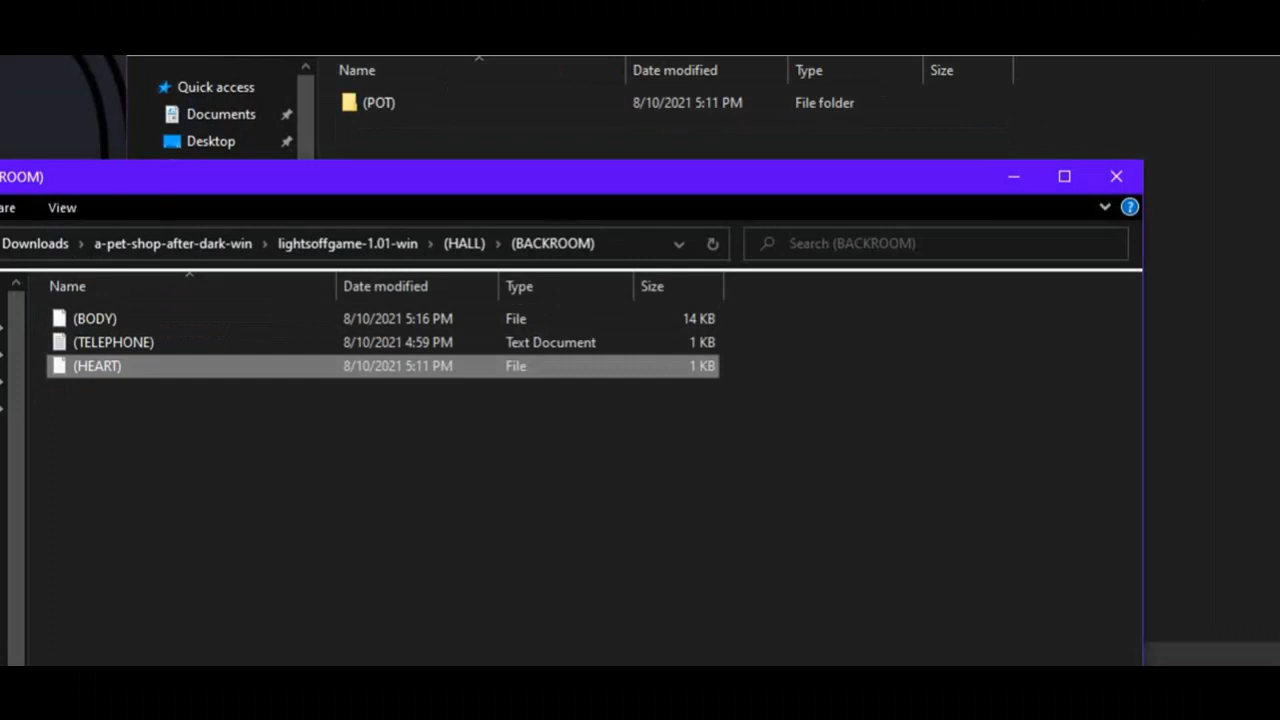 Name Date modified Type Size
Quick access
(POT) 8/10/2021 5:11 PM File folder
Documents
Desktop
ROOM)
are View
Downloads a-pet-shop-after-dark-win lightsoffgame-1.01-win (HALL) (BACKROOM) Search (BACKROOM)
Name Date modified Type Size
(BODY) 8/10/2021 5:16 PM File 14 KB
(TELEPHONE) 8/10/2021 4:59 PM Text Document 1 KB
(HEART) 8/10/2021 5:11 PM File 1 KB